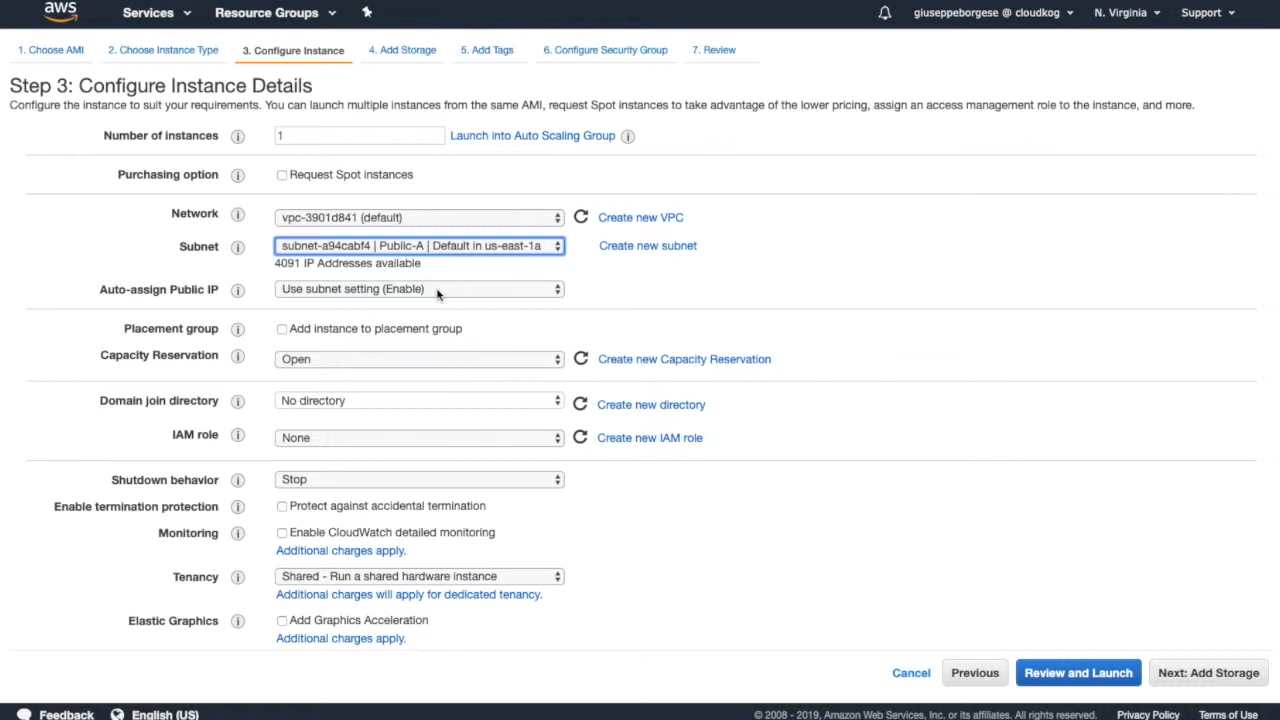 aws Services Resource Groups giuseppeborgese @ cloudkog N. Virginia Support
1. Choose AMI 2. Choose Instance Type 3. Configure Instance 4. Add Storage 5. Add Tags 6. Configure Security Group 7. Review
Step 3: Configure Instance Details
Configure the instance to suit your requirements. You can launch multiple instances from the same AMI, request Spot instances to take advantage of the lower pricing, assign an access management role to the instance, and more.
Number of instances i 1 Launch into Auto Scaling Group i
Purchasing option i Request Spot instances
Network i vpc-3901d841 (default) Create new VPC
Subnet i subnet-a94cabf4 | Public-A | Default in us-east-1a Create new subnet
4091 IP Addresses available
Auto-assign Public IP i Use subnet setting (Enable)
Placement group i Add instance to placement group
Capacity Reservation i Open Create new Capacity Reservation
Domain join directory i No directory Create new directory
IAM role i None Create new IAM role
Shutdown behavior i Stop
Enable termination protection i Protect against accidental termination
Monitoring i Enable CloudWatch detailed monitoring
Additional charges apply.
Tenancy i Shared - Run a shared hardware instance
Additional charges will apply for dedicated tenancy.
Elastic Graphics i Add Graphics Acceleration
Additional charges apply.
Cancel Previous Review and Launch Next: Add Storage
Feedback English (US) © 2008 - 2019, Amazon Web Services, Inc. or its affiliates. All rights reserved. Privacy Policy Terms of Use